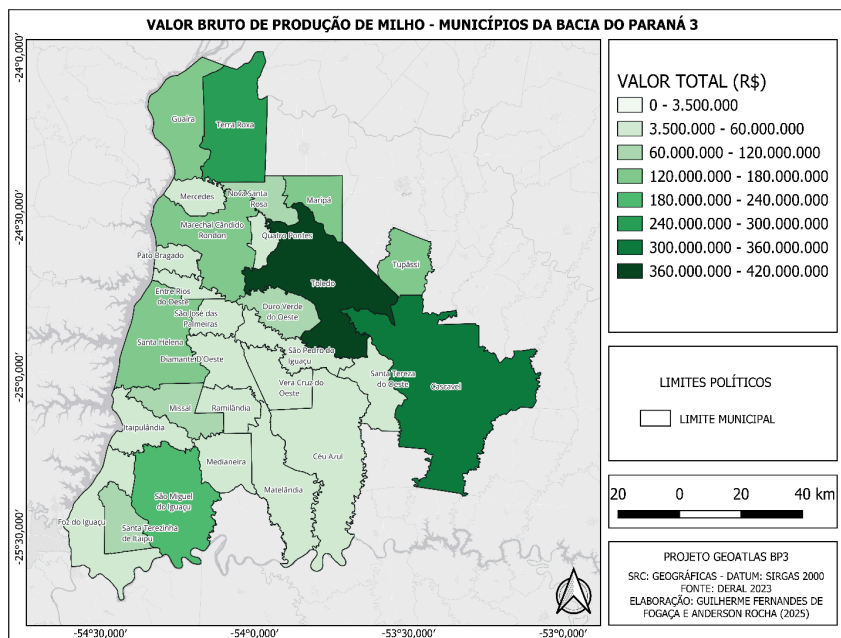 VALOR BRUTO DE PRODUÇÃO DE MILHO - MUNICÍPIOS DA BACIA DO PARANÁ 3
-24°0,000'
-24°30,000'
-25°0,000'
-25°30,000'
Guaíra
Terra Roxa
Mercedes
Nova Santa
Rosa
Maripá
Marechal Cândido
Rondon
Quatro Pontes
Pato Bragado
Tupãssi
Toledo
Entre Rios
do Oeste
Ouro Verde
do Oeste
São José das
Palmeiras
Santa Helena
Diamante D'Oeste
São Pedro do
Iguaçu
Santa Tereza
do Oeste
Cascavel
Vera Cruz do
Oeste
Missal
Ramilândia
Itaipulândia
Céu Azul
Medianeira
Matelândia
São Miguel
do Iguaçu
Foz do Iguaçu
Santa Terezinha
de Itaipu
-54°30,000'
-54°0,000'
-53°30,000'
-53°0,000'
VALOR TOTAL (R$)
0 - 3.500.000
3.500.000 - 60.000.000
60.000.000 - 120.000.000
120.000.000 - 180.000.000
180.000.000 - 240.000.000
240.000.000 - 300.000.000
300.000.000 - 360.000.000
360.000.000 - 420.000.000
LIMITES POLÍTICOS
LIMITE MUNICIPAL
20 0 20 40 km
PROJETO GEOATLAS BP3
SRC: GEOGRÁFICAS - DATUM: SIRGAS 2000
FONTE: DERAL 2023
ELABORAÇÃO: GUILHERME FERNANDES DE
FOGAÇA E ANDERSON ROCHA (2025)